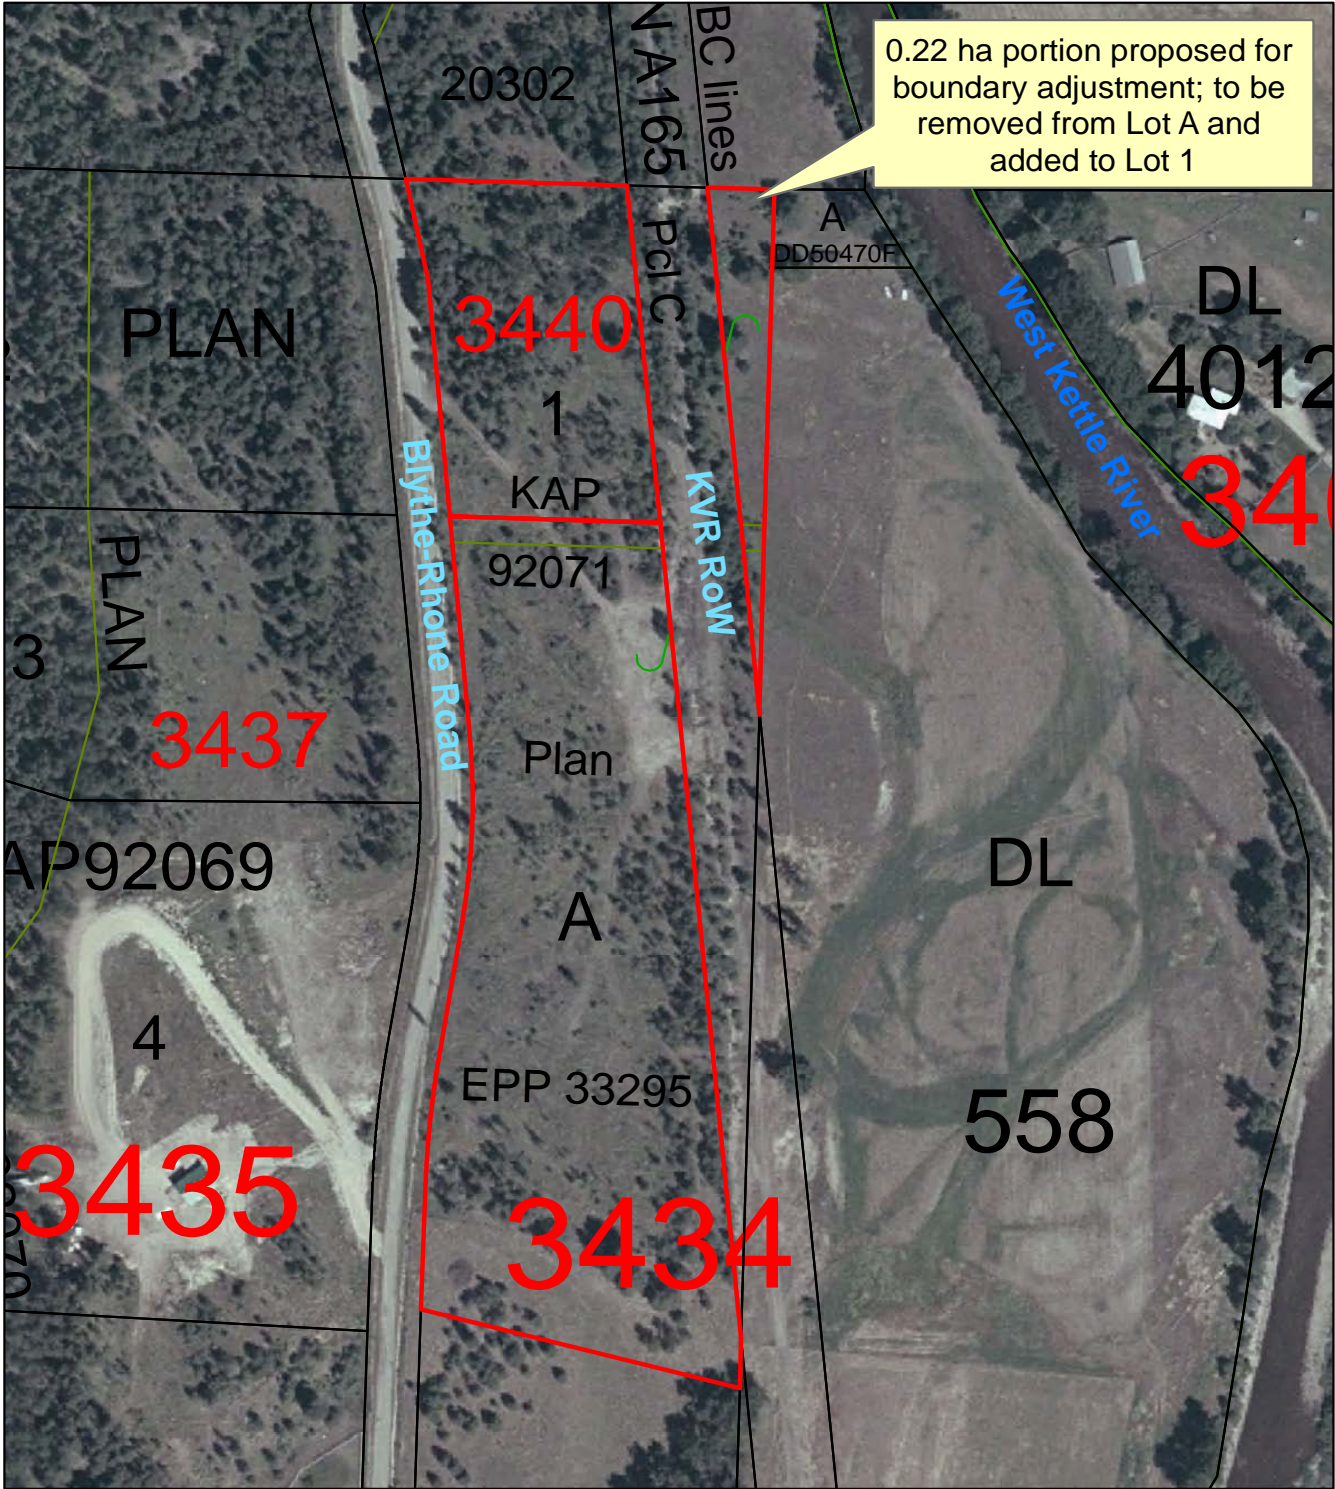 0.22 ha portion proposed for
boundary adjustment; to be
removed from Lot A and
added to Lot 1
20302
N A165
BC lines
Pcl C
A
DD50470F
DL
4012
West Kettle River
PLAN
3440
1
KAP
92071
Blythe-Rhone Road
KVR RoW
PLAN
3
3437
Plan
AP92069
A
DL
558
4
EPP 33295
3435
3434